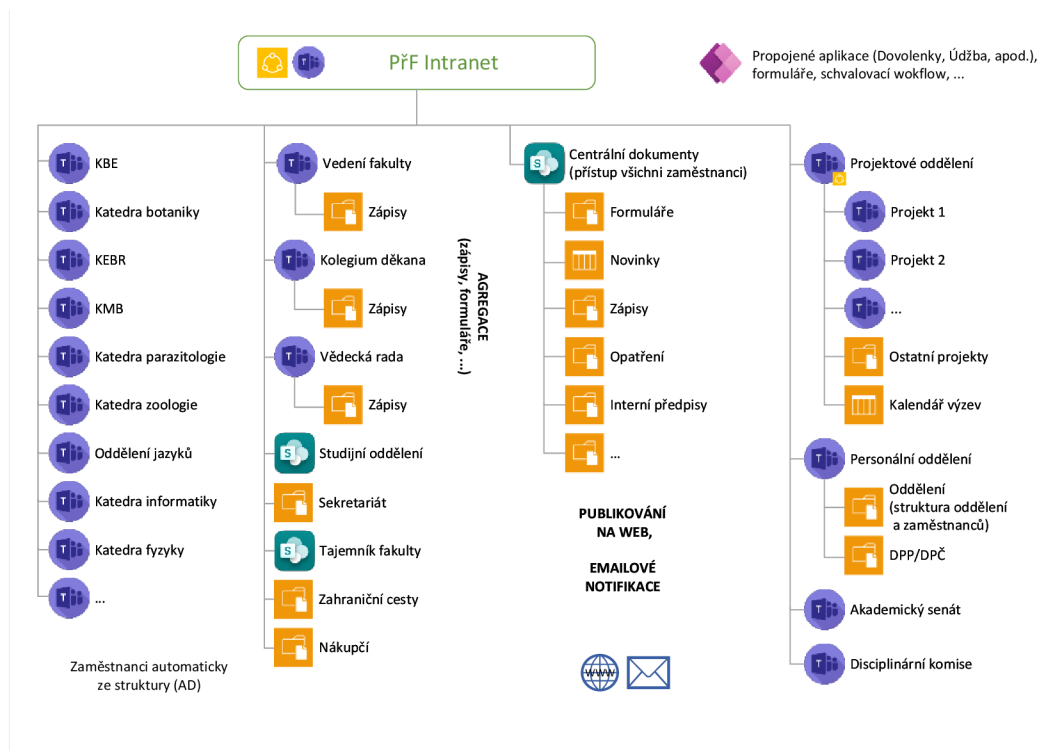 PřF Intranet
Propojené aplikace (Dovolenky, Údžba, apod.),
formuláře, schvalovací wokflow, ...
KBE
Katedra botaniky
KEBR
KMB
Katedra parazitologie
Katedra zoologie
Oddělení jazyků
Katedra informatiky
Katedra fyzyky
...
Zaměstnanci automaticky
ze struktury (AD)
Vedení fakulty
Zápisy
Kolegium děkana
Zápisy
Vědecká rada
Zápisy
Studijní oddělení
Sekretariát
Tajemník fakulty
Zahraniční cesty
Nákupčí
AGREGACE
(zápisy, formuláře, ...)
Centrální dokumenty
(přístup všichni zaměstnanci)
Formuláře
Novinky
Zápisy
Opatření
Interní předpisy
...
PUBLIKOVÁNÍ
NA WEB,
EMAILOVÉ
NOTIFIKACE
WWW
Projektové oddělení
Projekt 1
Projekt 2
...
Ostatní projekty
Kalendář výzev
Personální oddělení
Oddělení
(struktura oddělení
a zaměstnanců)
DPP/DPČ
Akademický senát
Disciplinární komise